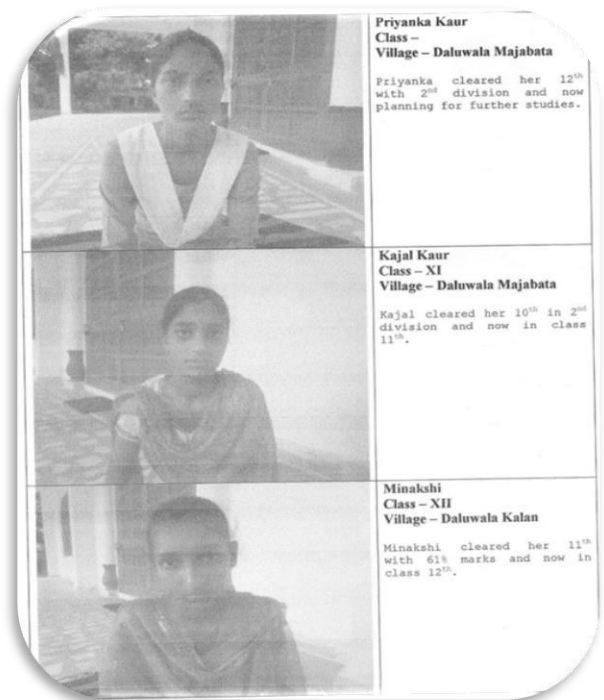 Priyanka Kaur
Class –
Village – Daluwala Majabata
Priyanka cleared her 12th
with 2nd division and now
planning for further studies.
Kajal Kaur
Class – XI
Village – Daluwala Majabata
Kajal cleared her 10th in 2nd
division and now in class
11th.
Minakshi
Class – XII
Village – Daluwala Kalan
Minakshi cleared her 11th
with 61% marks and now in
class 12th.